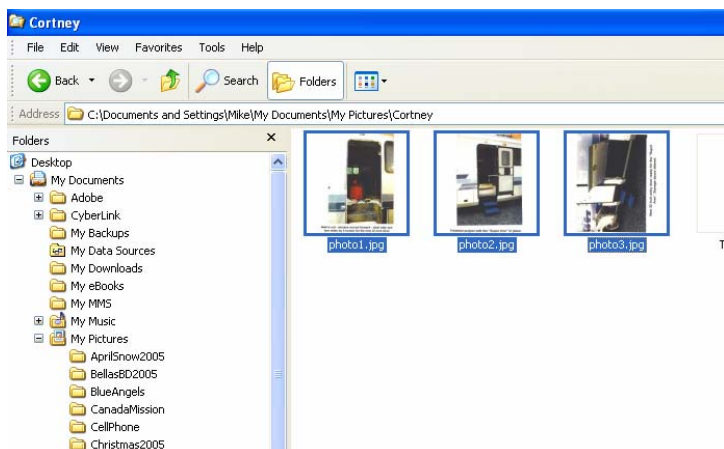 Cortney
File Edit View Favorites Tools Help
Back Search Folders
Address C:\Documents and Settings\Mike\My Documents\My Pictures\Cortney
Folders
Desktop
My Documents
Adobe
CyberLink
My Backups
My Data Sources
My Downloads
My eBooks
My MMS
My Music
My Pictures
AprilSnow2005
BellasBD2005
BlueAngels
CanadaMission
CellPhone
Christmas2005
photo1.jpg photo2.jpg photo3.jpg T